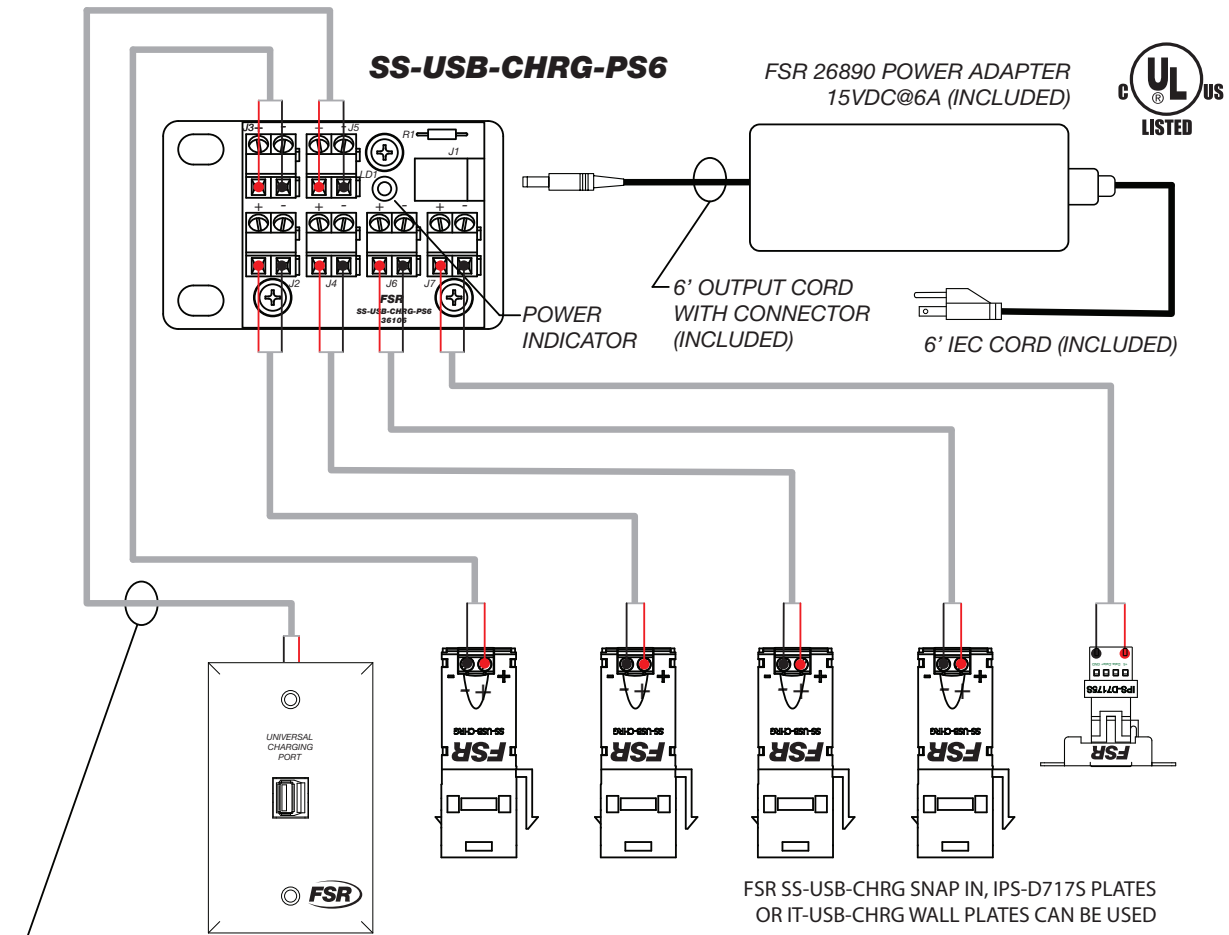 SS-USB-CHRG-PS6
FSR 26890 POWER ADAPTER
15VDC@6A (INCLUDED)
C UL US
®
LISTED
J3 + -
+ - J5
R1
J1
LD1
+ - + - + - + -
J2 J4 J6 J7
FSR
SS-USB-CHRG-PS6
36106
POWER
INDICATOR
6’ OUTPUT CORD
WITH CONNECTOR
(INCLUDED)
6’ IEC CORD (INCLUDED)
UNIVERSAL
CHARGING
PORT
FSR
- +
- +
SS-USB-CHRG
FSR
- +
- +
SS-USB-CHRG
FSR
- +
- +
SS-USB-CHRG
FSR
- +
- +
SS-USB-CHRG
FSR
IPS-D717S
FSR
FSR SS-USB-CHRG SNAP IN, IPS-D717S PLATES
OR IT-USB-CHRG WALL PLATES CAN BE USED